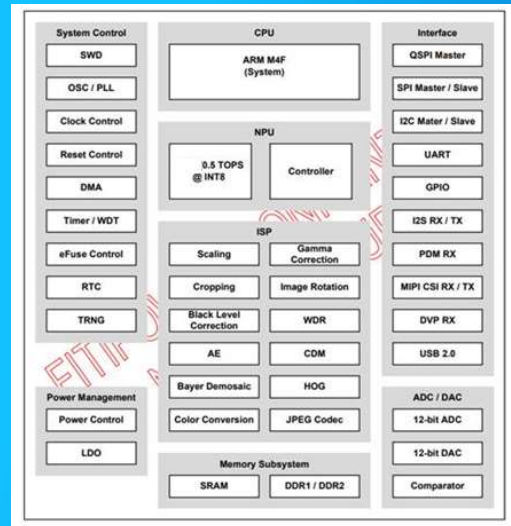 System Control
SWD
OSC / PLL
Clock Control
Reset Control
DMA
Timer / WDT
eFuse Control
RTC
TRNG
Power Management
Power Control
LDO
CPU
ARM M4F
(System)
NPU
0.5 TOPS
@ INT8
Controller
ISP
Scaling
Gamma
Correction
Cropping
Image Rotation
Black Level
Correction
WDR
AE
CDM
Bayer Demosaic
HOG
Color Conversion
JPEG Codec
Memory Subsystem
SRAM
DDR1 / DDR2
Interface
QSPI Master
SPI Master / Slave
I2C Mater / Slave
UART
GPIO
I2S RX / TX
PDM RX
MIPI CSI RX / TX
DVP RX
USB 2.0
ADC / DAC
12-bit ADC
12-bit DAC
Comparator